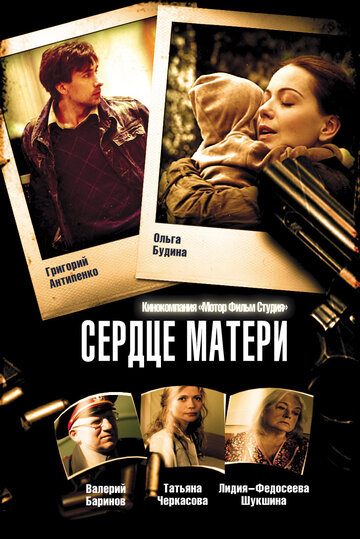 Григорий
Антипенко
Ольга
Будина
Кинокомпания «Мотор Фильм Студия»
СЕРДЦЕ МАТЕРИ
Валерий
Баринов
Татьяна
Черкасова
Лидия-Федосеева
Шукшина